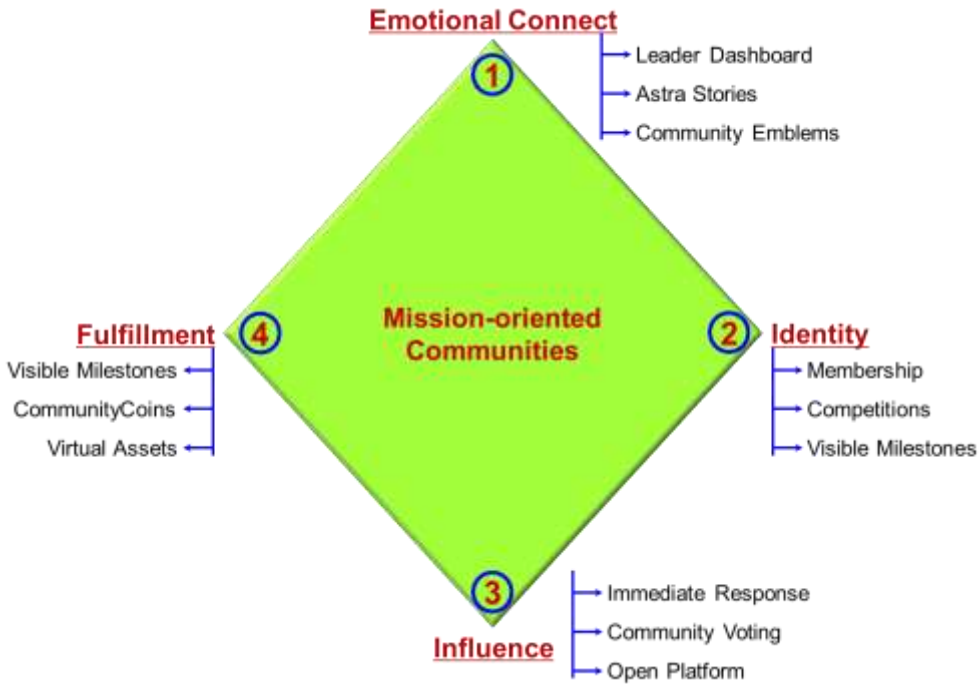 Emotional Connect
1
Leader Dashboard
Astra Stories
Community Emblems
Mission-oriented
Communities
Fulfillment
4
Visible Milestones
CommunityCoins
Virtual Assets
2
Identity
Membership
Competitions
Visible Milestones
3
Influence
Immediate Response
Community Voting
Open Platform